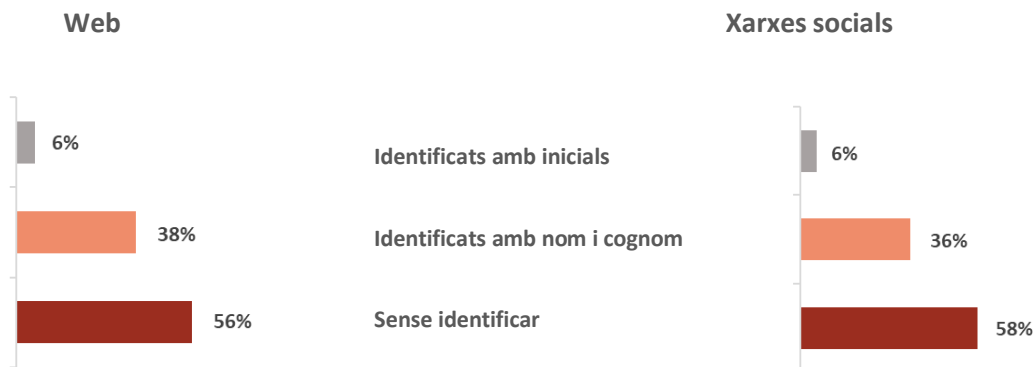 Web
Xarxes socials
6%
Identificats amb inicials
6%
38%
Identificats amb nom i cognom
36%
56%
Sense identificar
58%